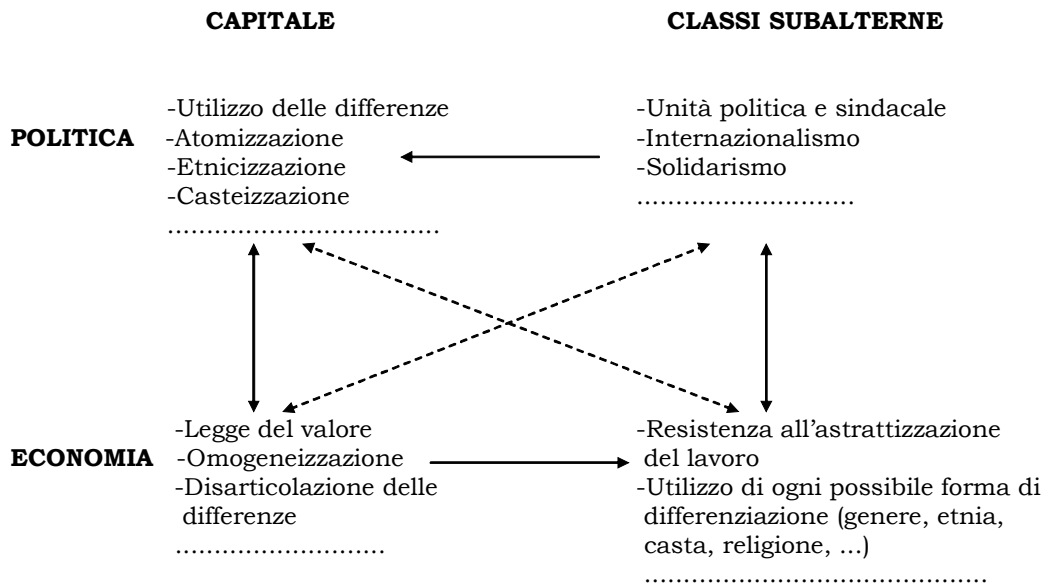 CAPITALE CLASSI SUBALTERNE
-Utilizzo delle differenze -Unità politica e sindacale
POLITICA -Atomizzazione -Internazionalismo
-Etnicizzazione -Solidarismo
-Casteizzazione ...........................
..................................
-Legge del valore -Resistenza all’astrattizzazione
ECONOMIA -Omogeneizzazione del lavoro
-Disarticolazione delle -Utilizzo di ogni possibile forma di
differenze differenziazione (genere, etnia,
.......................... casta, religione, ...)
...........................................